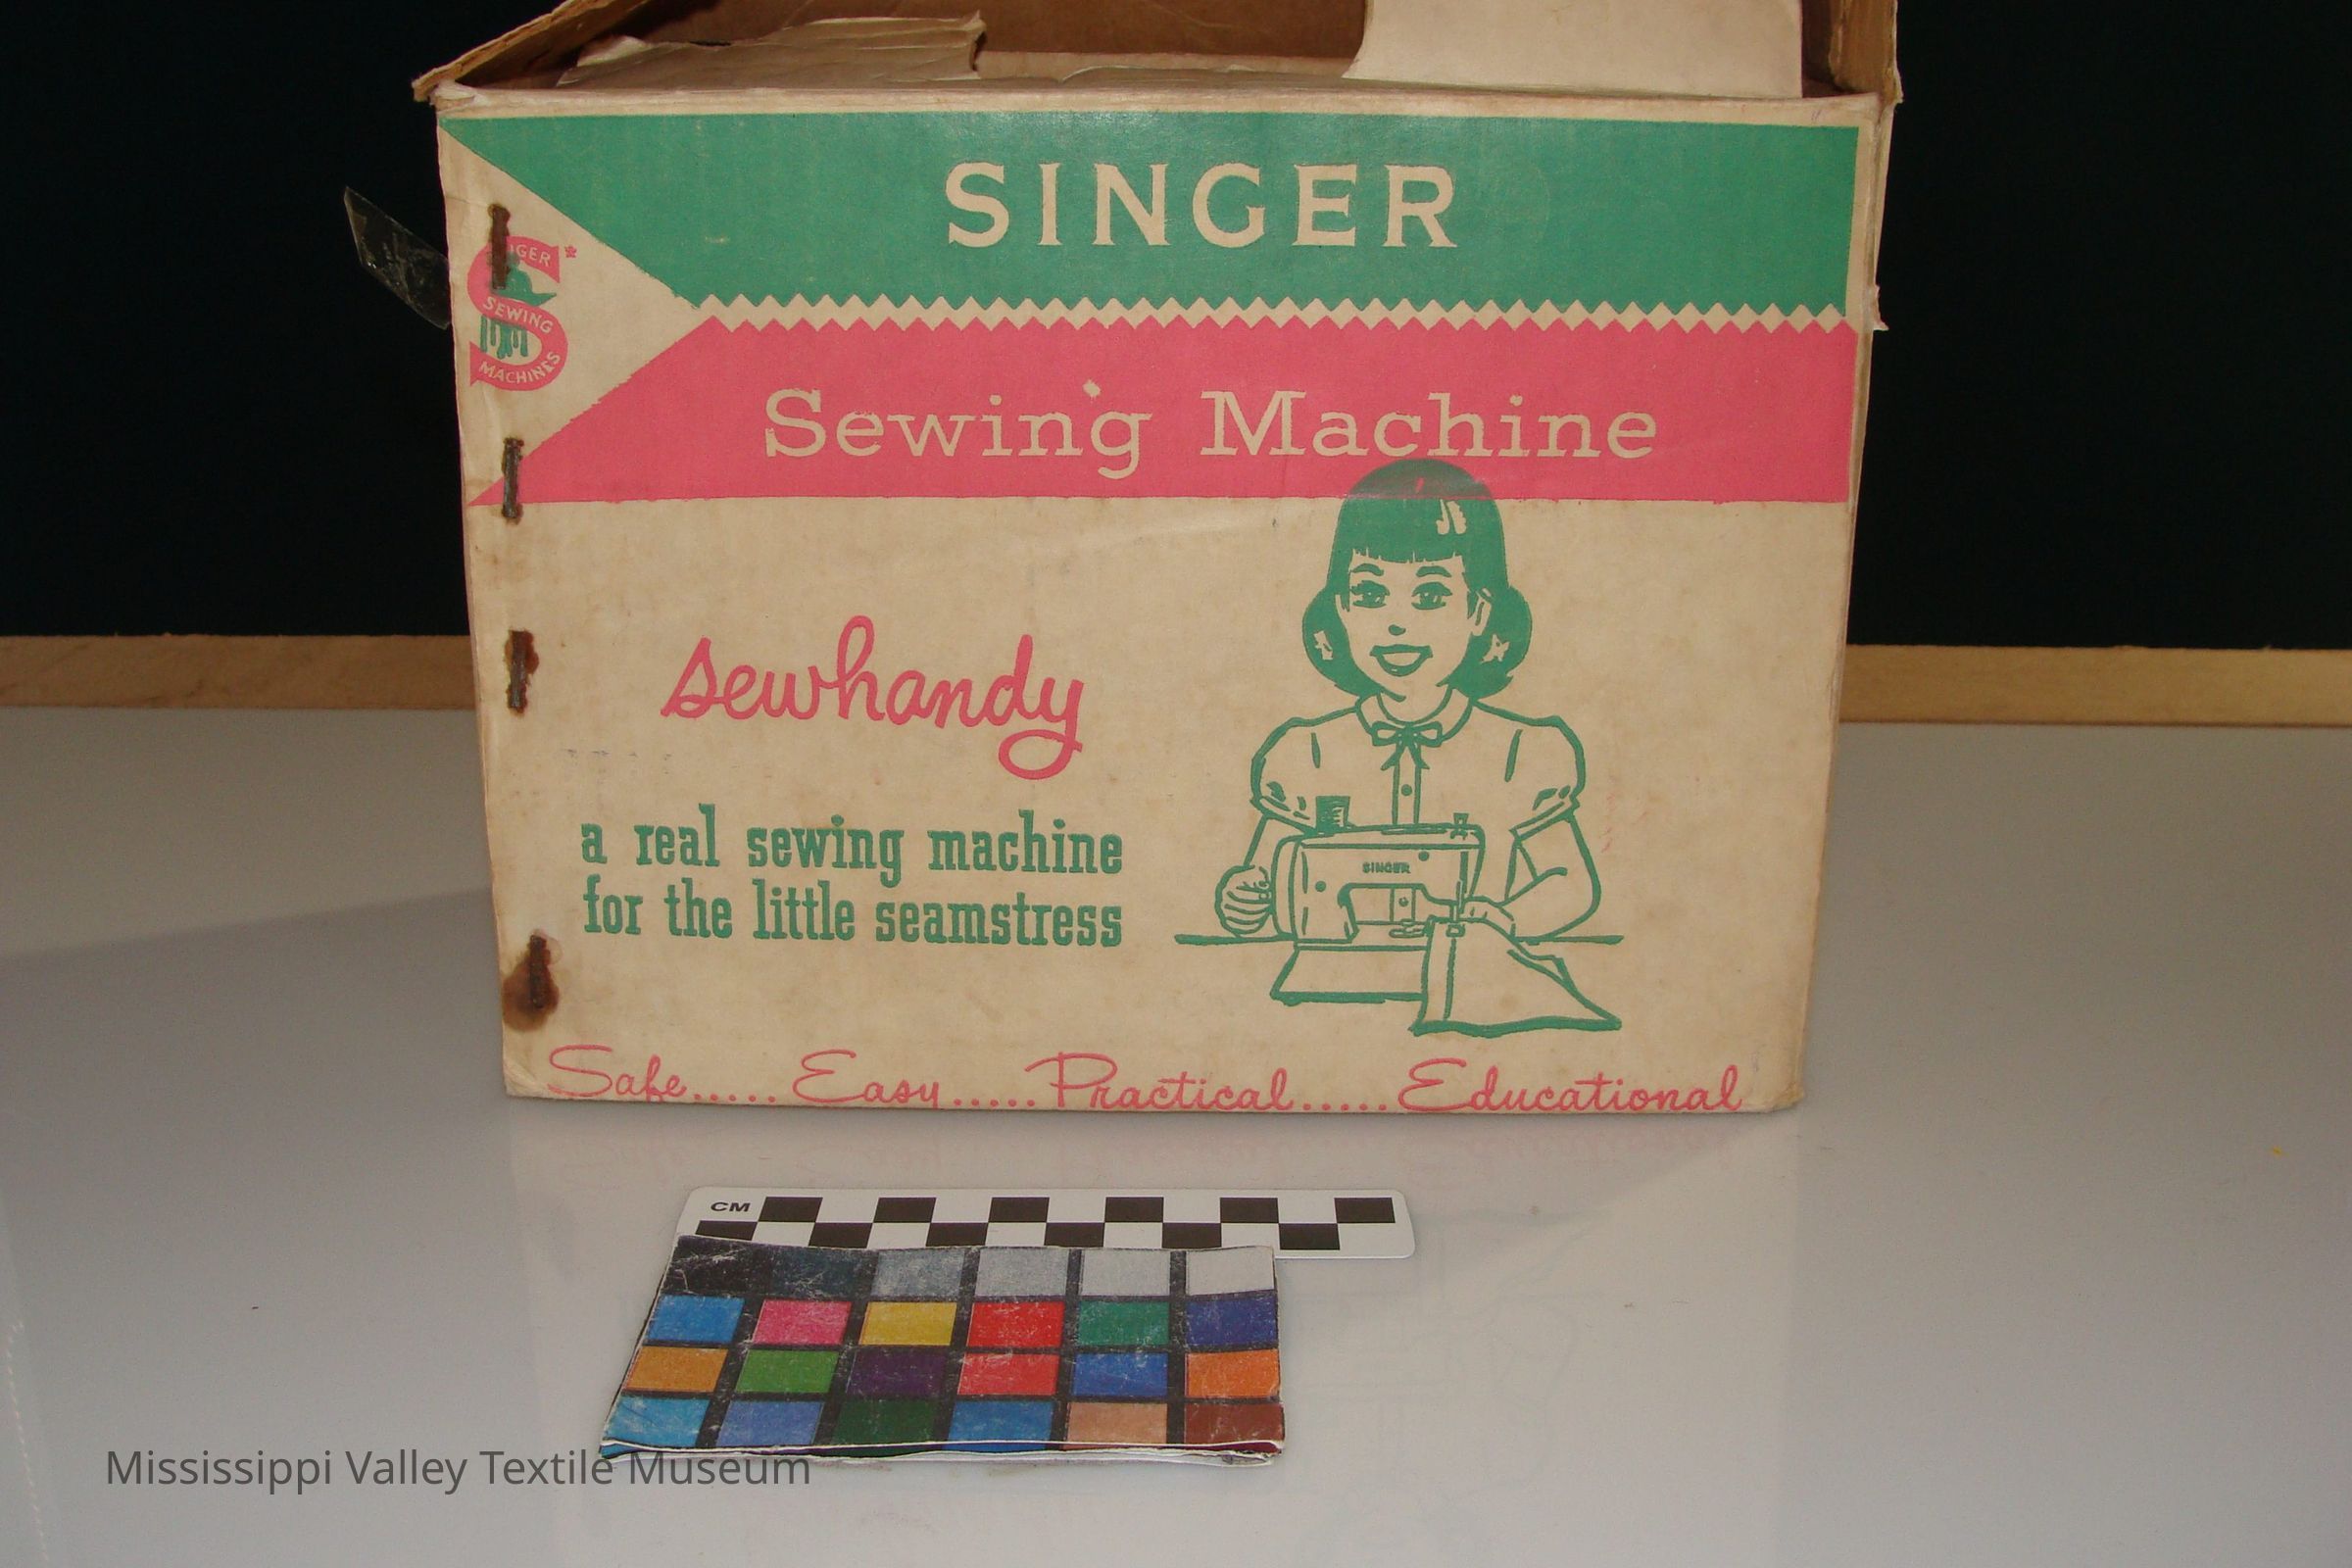 SINGER
SEWING
MACHINES
SINGER
Sewing Machine
sewhandy
a real sewing machine
for the little seamstress
SINGER
Safe..... Easy..... Practical..... Educational
CM
Mississippi Valley Textile Museum